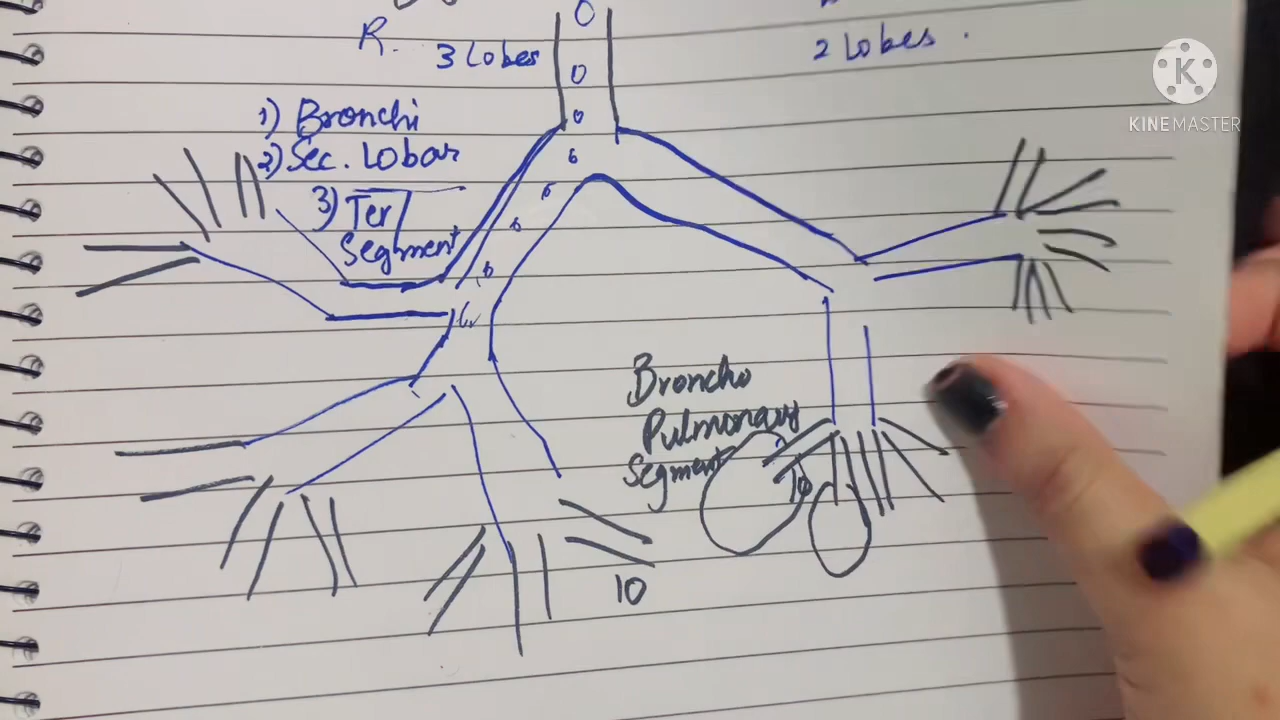 R.
3 Lobes
2 Lobes.
KINEMASTER
1) Bronchi
2) Sec. Lobar
3) Ter/
Segment
Broncho
Pulmonary
Segment
10
10